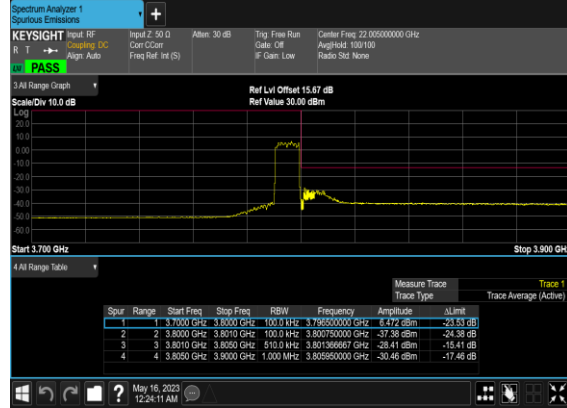 Spectrum Analyzer 1
Spurious Emissions
+
KEYSIGHT Input: RF Input Z: 50 Ω Atten: 30 dB Trig: Free Run Center Freq: 22.005000000 GHz
R T Coupling: DC Corr CCorr Gate: Off Avg|Hold: 100/100
Align: Auto Freq Ref: Int (S) IF Gain: Low Radio Std: None
PASS
3 All Range Graph
Ref Lvl Offset 15.67 dB
Scale/Div 10.0 dB Ref Value 30.00 dBm
Log
20.0
10.0
0.00
-10.0
-20.0
-30.0
-40.0
-50.0
-60.0
Start 3.700 GHz Stop 3.900 GH
4 All Range Table
Measure Trace Trace 1
Trace Type Trace Average (Active)
Spur Range Start Freq Stop Freq RBW Frequency Amplitude ΔLimit
1 1 3.7000 GHz 3.8000 GHz 100.0 kHz 3.796500000 GHz 6.472 dBm -23.53 dB
2 2 3.8000 GHz 3.8010 GHz 100.0 kHz 3.800750000 GHz -37.38 dBm -24.38 dB
3 3 3.8010 GHz 3.8050 GHz 510.0 kHz 3.801366667 GHz -28.41 dBm -15.41 dB
4 4 3.8050 GHz 3.9000 GHz 1.000 MHz 3.805950000 GHz -30.46 dBm -17.46 dB
? May 16, 2023
12:24:11 AM